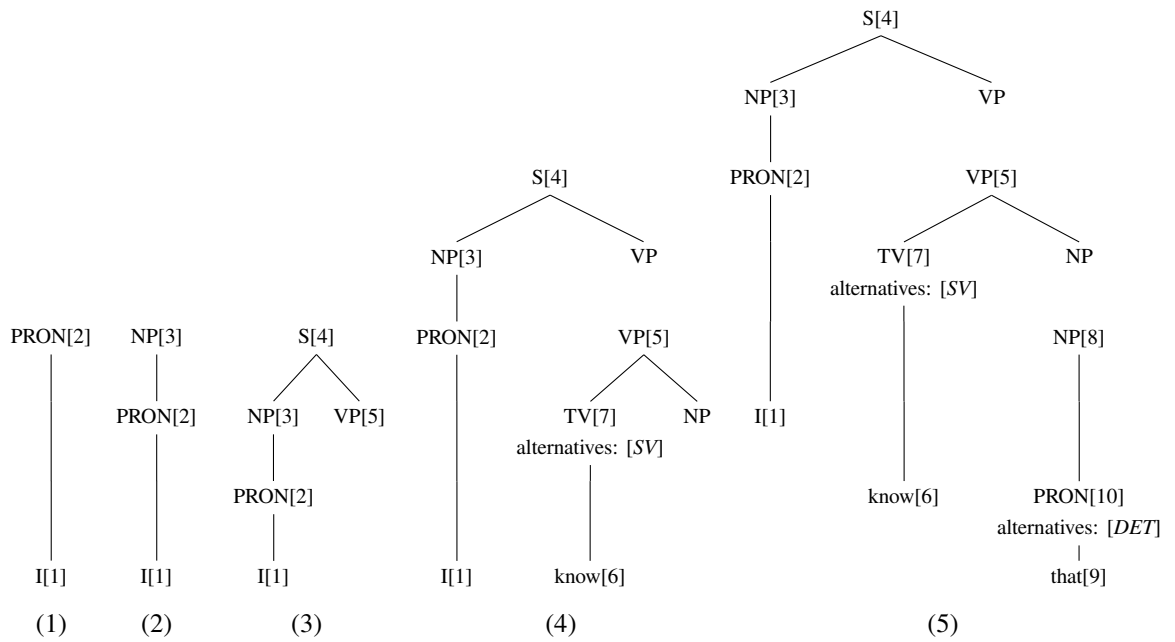 S[4]
NP[3] VP
S[4] PRON[2] VP[5]
NP[3] VP TV[7] NP
alternatives: [SV]
PRON[2] NP[3] S[4] PRON[2] VP[5] NP[8]
PRON[2] NP[3] VP[5] TV[7] NP I[1]
alternatives: [SV]
PRON[2] know[6] PRON[10]
alternatives: [DET]
I[1] I[1] I[1] I[1] know[6] that[9]
(1) (2) (3) (4) (5)